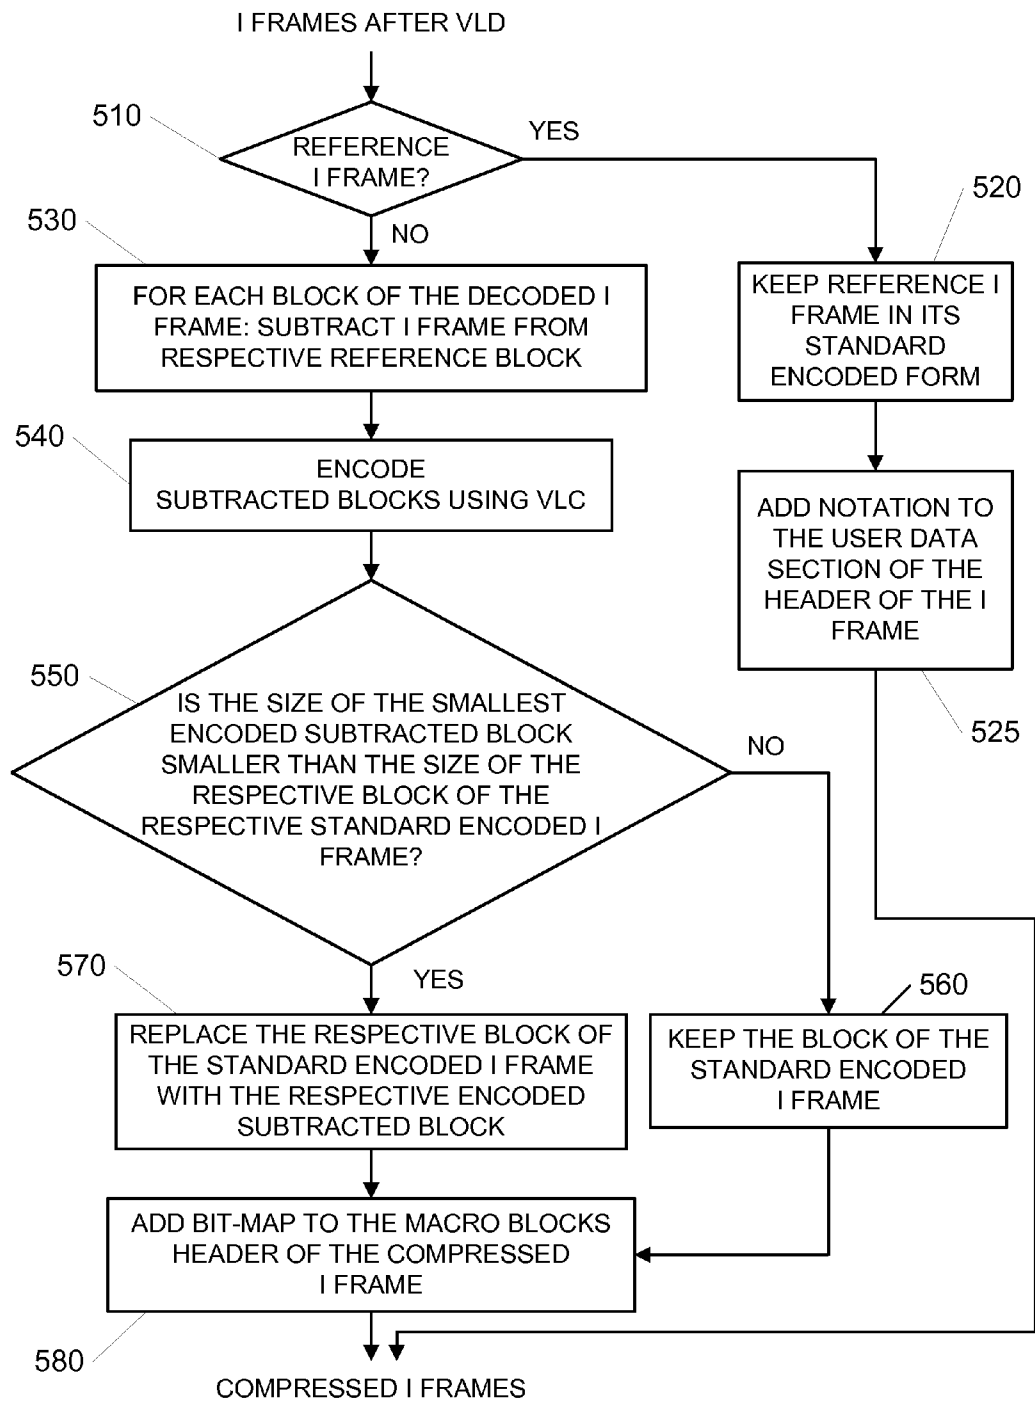 I FRAMES AFTER VLD
510
REFERENCE
I FRAME?
YES
NO
520
KEEP REFERENCE I
FRAME IN ITS
STANDARD
ENCODED FORM
530
FOR EACH BLOCK OF THE DECODED I
FRAME: SUBTRACT I FRAME FROM
RESPECTIVE REFERENCE BLOCK
540
ENCODE
SUBTRACTED BLOCKS USING VLC
ADD NOTATION TO
THE USER DATA
SECTION OF THE
HEADER OF THE I
FRAME
525
550
IS THE SIZE OF THE SMALLEST
ENCODED SUBTRACTED BLOCK
SMALLER THAN THE SIZE OF THE
RESPECTIVE BLOCK OF THE
RESPECTIVE STANDARD ENCODED I
FRAME?
NO
YES
570
REPLACE THE RESPECTIVE BLOCK OF
THE STANDARD ENCODED I FRAME
WITH THE RESPECTIVE ENCODED
SUBTRACTED BLOCK
560
KEEP THE BLOCK OF THE
STANDARD ENCODED
I FRAME
ADD BIT-MAP TO THE MACRO BLOCKS
HEADER OF THE COMPRESSED
I FRAME
580
COMPRESSED I FRAMES